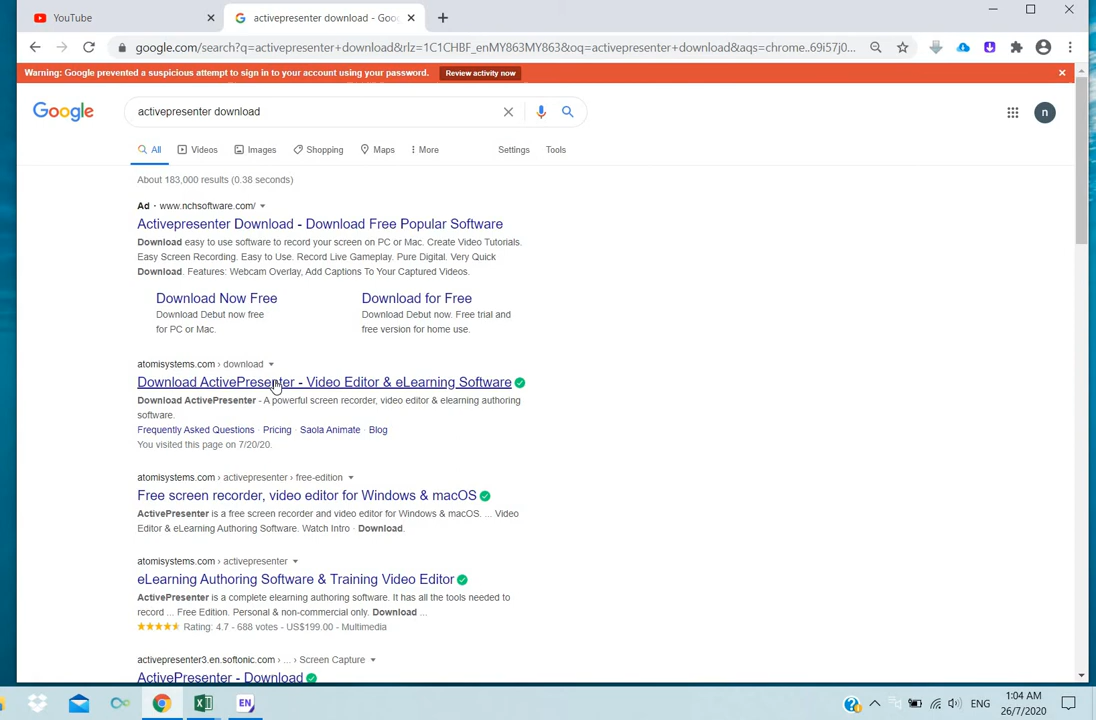 YouTube
activepresenter download - Goo
google.com/search?q=activepresenter+download&rlz=1C1CHBF_enMY863MY863&oq=activepresenter+download&aqs=chrome..69i57j0...
Warning: Google prevented a suspicious attempt to sign in to your account using your password.
Review activity now
Google
activepresenter download
n
All
Videos
Images
Shopping
Maps
More
Settings
Tools
About 183,000 results (0.38 seconds)
Ad · www.nchsoftware.com/
Activepresenter Download - Download Free Popular Software
Download easy to use software to record your screen on PC or Mac. Create Video Tutorials.
Easy Screen Recording. Easy to Use. Record Live Gameplay. Pure Digital. Very Quick
Download. Features: Webcam Overlay, Add Captions To Your Captured Videos.
Download Now Free
Download for Free
Download Debut now free
Download Debut now. Free trial and
for PC or Mac.
free version for home use.
atomisystems.com › download
Download ActivePresenter - Video Editor & eLearning Software
Download ActivePresenter - A powerful screen recorder, video editor & elearning authoring
software.
Frequently Asked Questions · Pricing · Saola Animate · Blog
You visited this page on 7/20/20.
atomisystems.com › activepresenter › free-edition
Free screen recorder, video editor for Windows & macOS
ActivePresenter is a free screen recorder and video editor for Windows & macOS. ... Video
Editor & eLearning Authoring Software. Watch Intro · Download.
atomisystems.com › activepresenter
eLearning Authoring Software & Training Video Editor
ActivePresenter is a complete elearning authoring software. It has all the tools needed to
record ... Free Edition. Personal & non-commercial only. Download ...
Rating: 4.7 - 688 votes - US$199.00 - Multimedia
activepresenter3.en.softonic.com › ... › Screen Capture
ActivePresenter - Download
EN
ENG
1:04 AM
26/7/2020